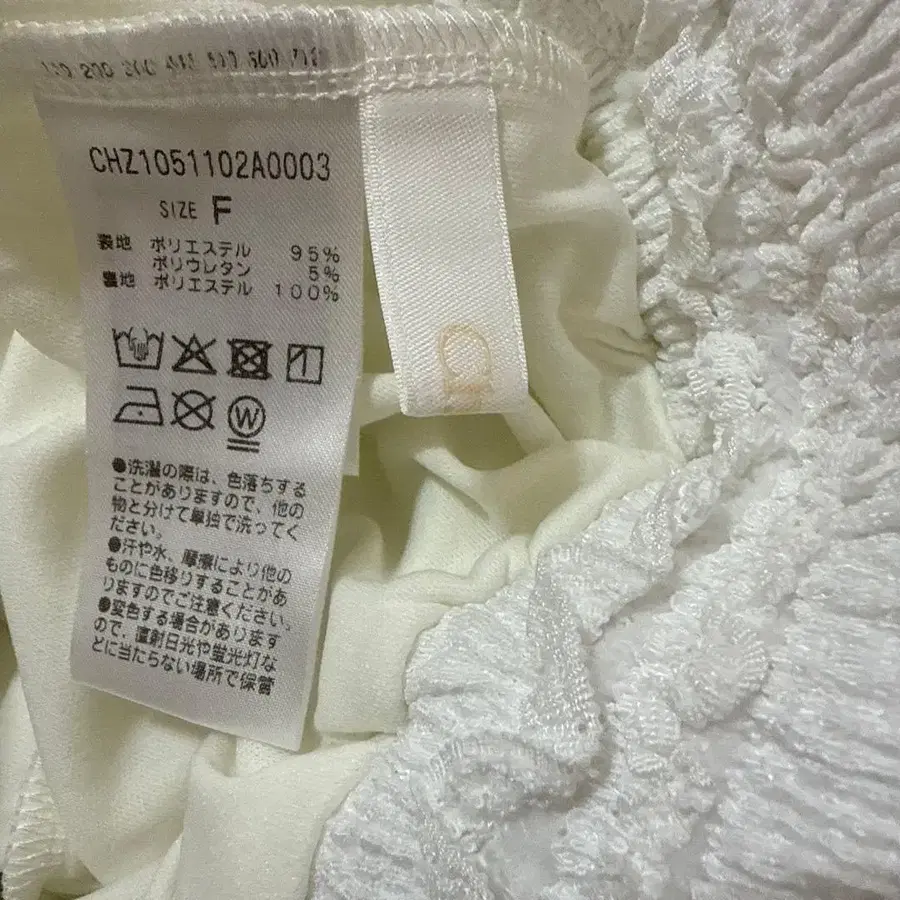 CHZ1051102A0003
SIZE F
表地 ポリエステル 95%
ポリウレタン 5%
裏地 ポリエステル 100%
W
●洗濯の際は、色落ちする
ことがありますので、他の
物と分けて単独で洗ってく
ださい。
●汗や水、摩擦により他の
ものに色移りすることがあ
りますのでご注意ください。
●変色する場合があります
ので、直射日光や蛍光灯な
どに当たらない場所で保管